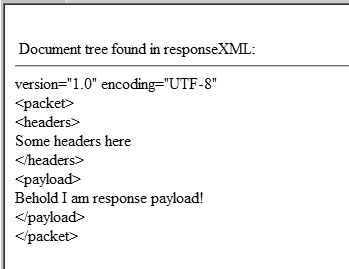 Document tree found in responseXML:
version="1.0" encoding="UTF-8"
<packet>
<headers>
Some headers here
</headers>
<payload>
Behold I am response payload!
</payload>
</packet>